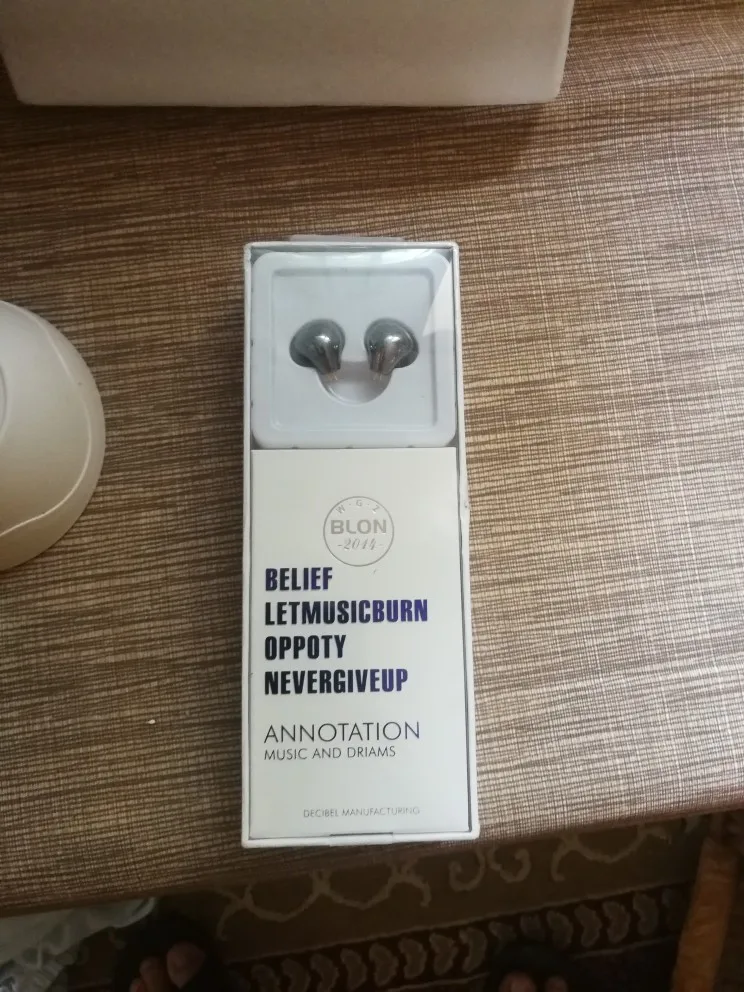 W·G·Z
BLON
-2014-
BELIEF
LETMUSICBURN
OPPOTY
NEVERGIVEUP
ANNOTATION
MUSIC AND DRIAMS
DECIBEL MANUFACTURING